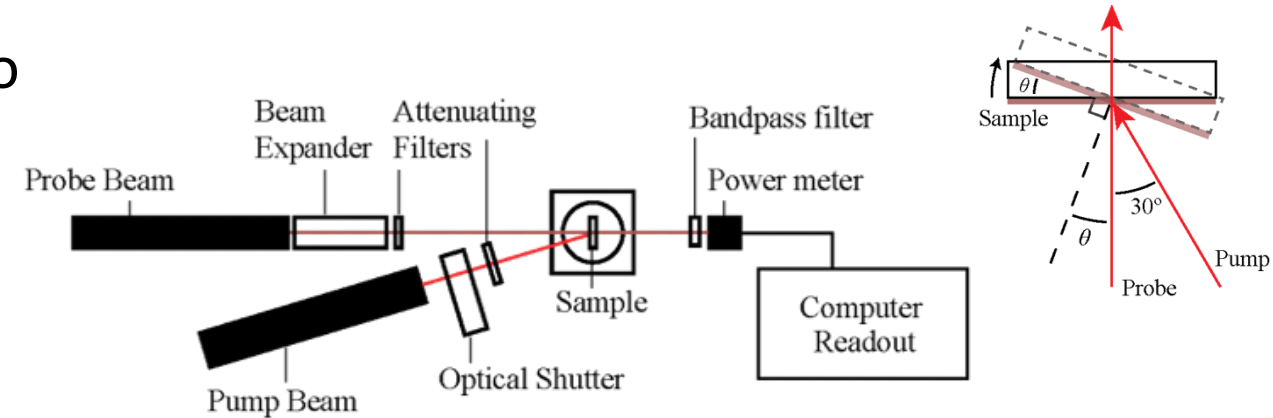 Beam
Expander
Attenuating
Filters
Bandpass filter
Probe Beam
Power meter
Sample
Computer
Readout
Optical Shutter
Pump Beam
θ
Sample
30°
θ
Pump
Probe